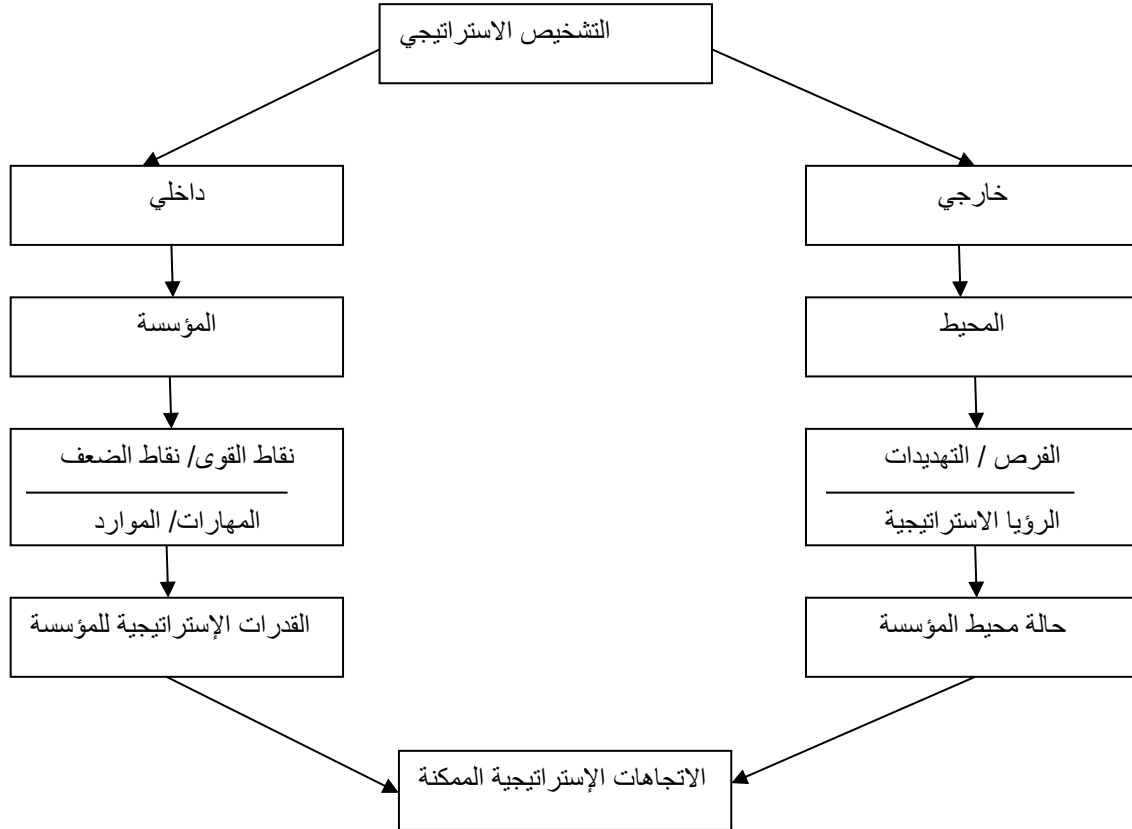 التشخيص الاستراتيجي
خارجي
داخلي
المحيط
المؤسسة
الفرص / التهديدات
نقاط القوى/ نقاط الضعف
الرؤيا الاستراتيجية
المهارات/ الموارد
حالة محيط المؤسسة
القدرات الإستراتيجية للمؤسسة
الاتجاهات الإستراتيجية الممكنة